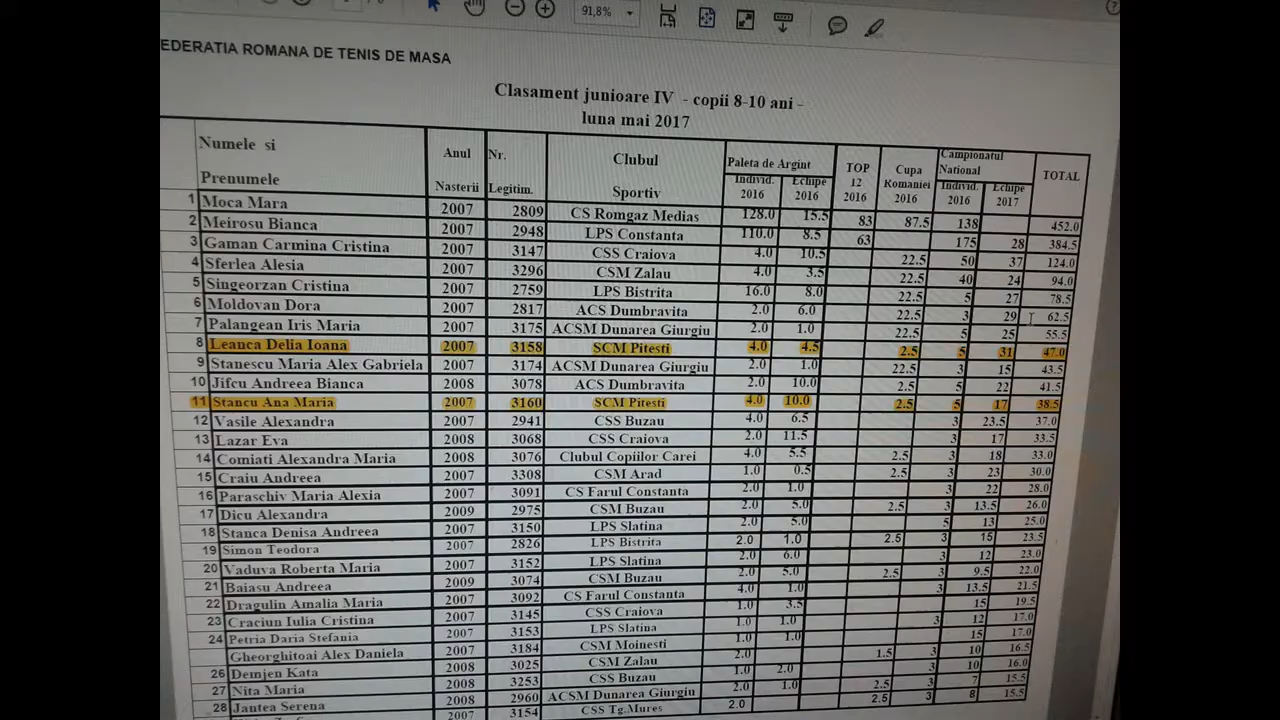 91,8%
EDERATIA ROMANA DE TENIS DE MASA
Clasament junioare IV - copii 8-10 ani -
luna mai 2017
Numele si Prenumele Anul Nasterii Nr. Legitim. Clubul Sportiv Paleta de Argint TOP 12 2016 Cupa Romaniei 2016 Campionatul National TOTAL
Individ. 2016 Echipe 2016 Individ. 2016 Echipe 2017
1 Moca Mara 2007 2809 CS Romgaz Medias 128.0 15.5 83 87.5 138 452.0
2 Meirosu Bianca 2007 2948 LPS Constanta 110.0 8.5 63 175 28 384.5
3 Gaman Carmina Cristina 2007 3147 CSS Craiova 4.0 10.5 22.5 50 37 124.0
4 Sferlea Alesia 2007 3296 CSM Zalau 4.0 3.5 22.5 40 24 94.0
5 Singeorzan Cristina 2007 2759 LPS Bistrita 16.0 8.0 22.5 5 27 78.5
6 Moldovan Dora 2007 2817 ACS Dumbravita 2.0 6.0 22.5 3 29 62.5
7 Palangean Iris Maria 2007 3175 ACSM Dunarea Giurgiu 2.0 1.0 22.5 5 25 55.5
8 Leanca Delia Ioana 2007 3158 SCM Pitesti 4.0 4.5 2.5 5 31 47.0
9 Stanescu Maria Alex Gabriela 2007 3174 ACSM Dunarea Giurgiu 2.0 1.0 22.5 3 15 43.5
10 Jifcu Andreea Bianca 2008 3078 ACS Dumbravita 2.0 10.0 2.5 5 22 41.5
11 Stancu Ana Maria 2007 3160 SCM Pitesti 4.0 10.0 2.5 5 17 38.5
12 Vasile Alexandra 2007 2941 CSS Buzau 4.0 6.5 3 23.5 37.0
13 Lazar Eva 2008 3068 CSS Craiova 2.0 11.5 3 17 33.5
14 Comiati Alexandra Maria 2008 3076 Clubul Copiilor Carei 4.0 5.5 2.5 3 18 33.0
15 Craiu Andreea 2007 3308 CSM Arad 1.0 0.5 2.5 3 23 30.0
16 Paraschiv Maria Alexia 2007 3091 CS Farul Constanta 2.0 1.0 3 22 28.0
17 Dicu Alexandra 2009 2975 CSM Buzau 2.0 5.0 2.5 3 13.5 26.0
18 Stanca Denisa Andreea 2007 3150 LPS Slatina 2.0 5.0 5 13 25.0
19 Simon Teodora 2007 2826 LPS Bistrita 2.0 1.0 2.5 3 15 23.5
20 Vaduva Roberta Maria 2007 3152 LPS Slatina 2.0 6.0 3 12 23.0
21 Baiasu Andreea 2009 3074 CSM Buzau 2.0 5.0 2.5 3 9.5 22.0
22 Dragulin Amalia Maria 2007 3092 CS Farul Constanta 4.0 1.0 3 13.5 21.5
23 Craciun Iulia Cristina 2007 3145 CSS Craiova 1.0 3.5 15 19.5
24 Petria Daria Stefania 2007 3153 LPS Slatina 1.0 1.0 3 12 17.0
Gheorghitoai Alex Daniela 2007 3184 CSM Moinesti 1.0 1.0 15 17.0
26 Demjen Kata 2008 3025 CSM Zalau 2.0 1.5 3 10 16.5
27 Nita Maria 2008 3253 CSS Buzau 1.0 2.0 3 10 16.0
28 Jantea Serena 2008 2960 ACSM Dunarea Giurgiu 2.0 1.0 2.5 3 7 15.5
2007 3154 CSS Tg.Mures 2.0 2.5 3 8 15.5